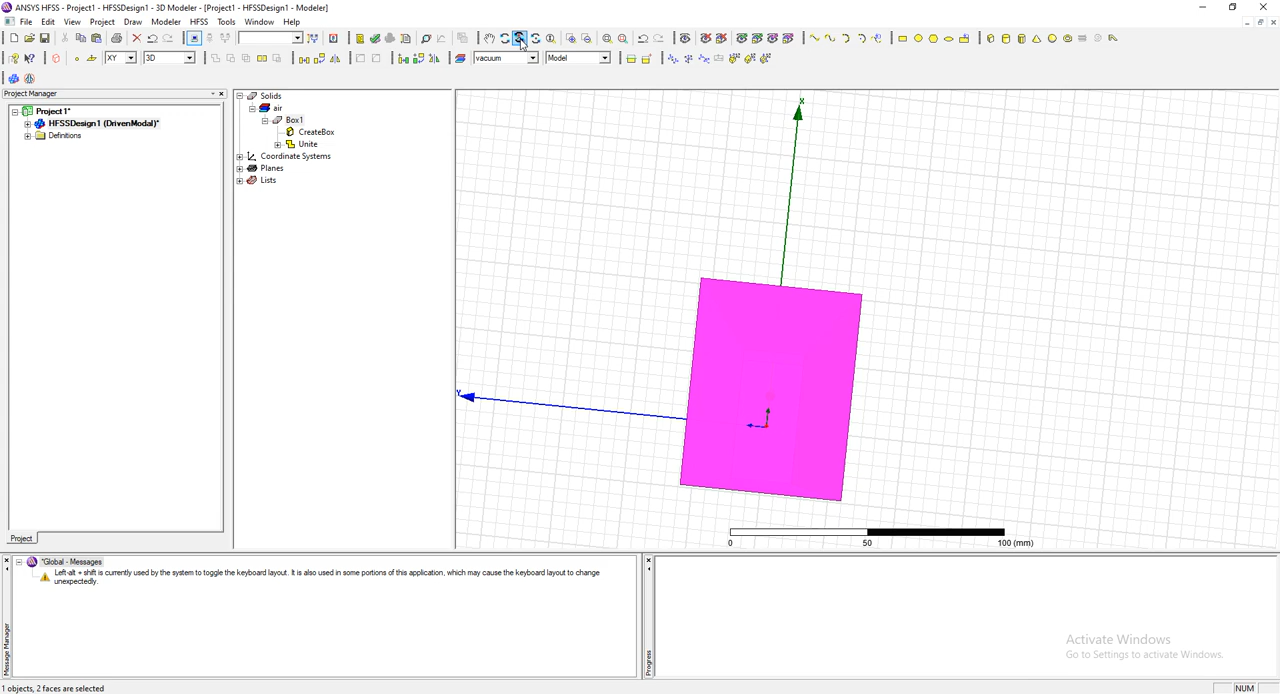 ANSYS HFSS - Project1 - HFSSDesign1 - 3D Modeler - [Project1 - HFSSDesign1 - Modeler]
File Edit View Project Draw Modeler HFSS Tools Window Help
XY 3D vacuum Model
Project Manager
Project1*
HFSSDesign1 (DrivenModal)*
Definitions
Project
Solids
air
Box1
CreateBox
Unite
Coordinate Systems
Planes
Lists
X
Y
0 50 100 (mm)
*Global - Messages
Left-alt + shift is currently used by the system to toggle the keyboard layout. It is also used in some portions of this application, which may cause the keyboard layout to change
unexpectedly.
Message Manager
Progress
Activate Windows
Go to Settings to activate Windows.
1 objects, 2 faces are selected
NUM